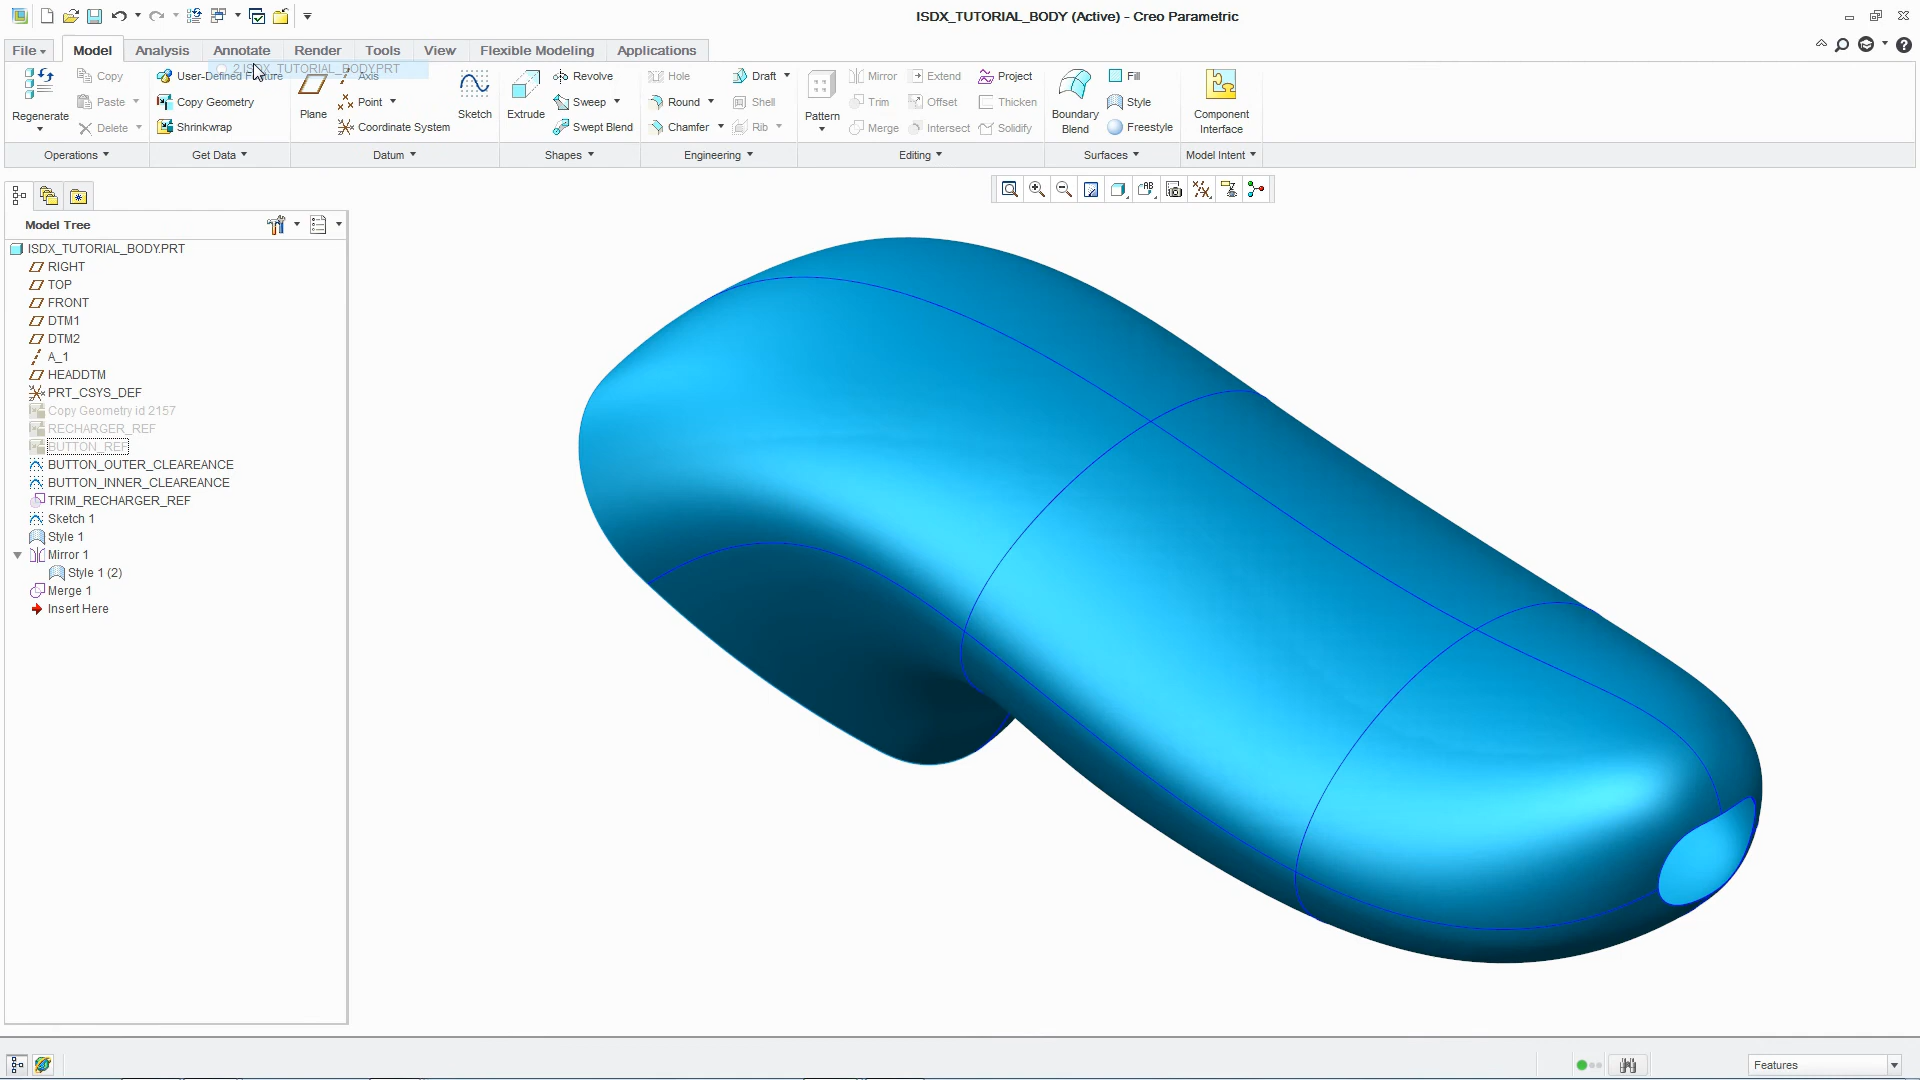 ISDX_TUTORIAL_BODY (Active) - Creo Parametric
File Model Analysis Annotate Render Tools View Flexible Modeling Applications
2 ISDX_TUTORIAL_BODY.PRT
Regenerate
Copy
Paste
Delete
User-Defined Feature
Copy Geometry
Shrinkwrap
Plane
Axis
Point
Coordinate System
Sketch
Extrude
Revolve
Sweep
Swept Blend
Hole
Round
Chamfer
Draft
Shell
Rib
Pattern
Mirror
Trim
Merge
Extend
Offset
Intersect
Project
Thicken
Solidify
Boundary
Blend
Fill
Style
Freestyle
Component
Interface
Operations Get Data Datum Shapes Engineering Editing Surfaces Model Intent
Model Tree
ISDX_TUTORIAL_BODY.PRT
RIGHT
TOP
FRONT
DTM1
DTM2
A_1
HEADDTM
PRT_CSYS_DEF
Copy Geometry id 2157
RECHARGER_REF
BUTTON_REF
BUTTON_OUTER_CLEAREANCE
BUTTON_INNER_CLEAREANCE
TRIM_RECHARGER_REF
Sketch 1
Style 1
Mirror 1
Style 1 (2)
Merge 1
Insert Here
Features